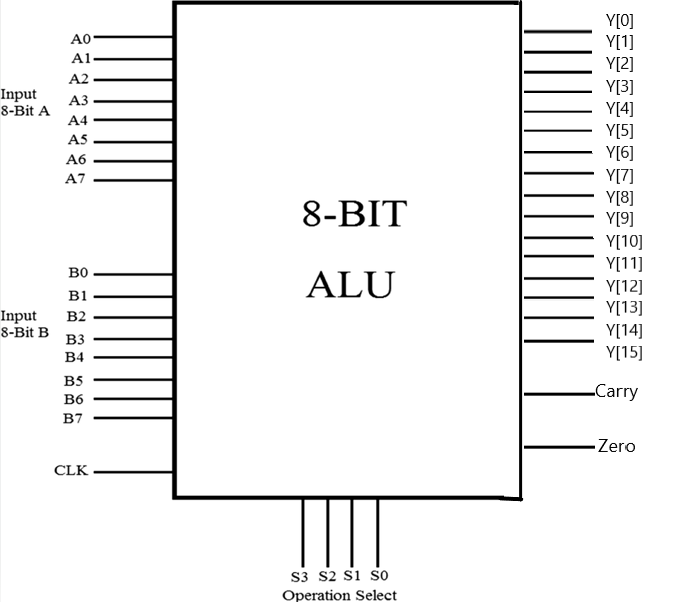 A0
A1
A2
Input
8-Bit A
A3
A4
A5
A6
A7
8-BIT
ALU
B0
B1
Input
8-Bit B
B2
B3
B4
B5
B6
B7
CLK
S3 S2 S1 S0
Operation Select
Y[0]
Y[1]
Y[2]
Y[3]
Y[4]
Y[5]
Y[6]
Y[7]
Y[8]
Y[9]
Y[10]
Y[11]
Y[12]
Y[13]
Y[14]
Y[15]
Carry
Zero